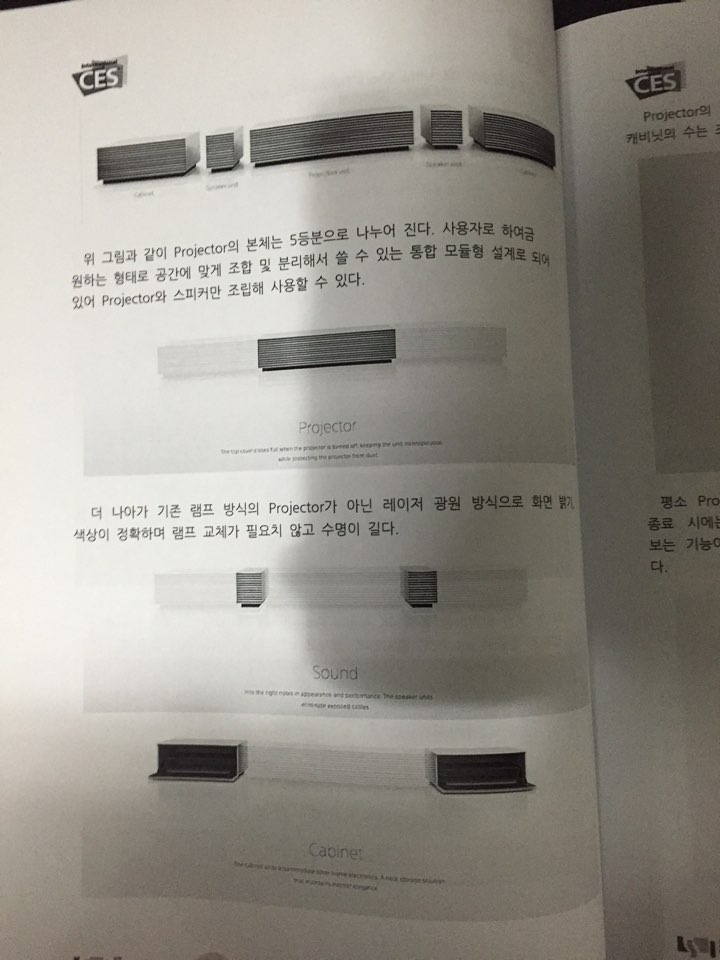 International
CES
Cabinet
Speaker unit
Projection unit
Speaker unit
위 그림과 같이 Projector의 본체는 5등분으로 나누어 진다. 사용자로 하여금
원하는 형태로 공간에 맞게 조합 및 분리해서 쓸 수 있는 통합 모듈형 설계로 되어
있어 Projector와 스피커만 조립해 사용할 수 있다.
Projector
The top cover closes flat when the projector is turned off, keeping the unit inconspicuous
while protecting the projector from dust.
더 나아가 기존 램프 방식의 Projector가 아닌 레이저 광원 방식으로 화면 밝기
색상이 정확하며 램프 교체가 필요치 않고 수명이 길다.
Sound
Hits the right notes in appearance and performance. The speaker units
eliminate exposed cables
Cabinet
The cabinet units accommodate other home electronics. A neat storage solution
that maintains interior elegance
International
CES
Projector의
캐비닛의 수는
평소 Pro
종료 시에는
보는 기능이
다.